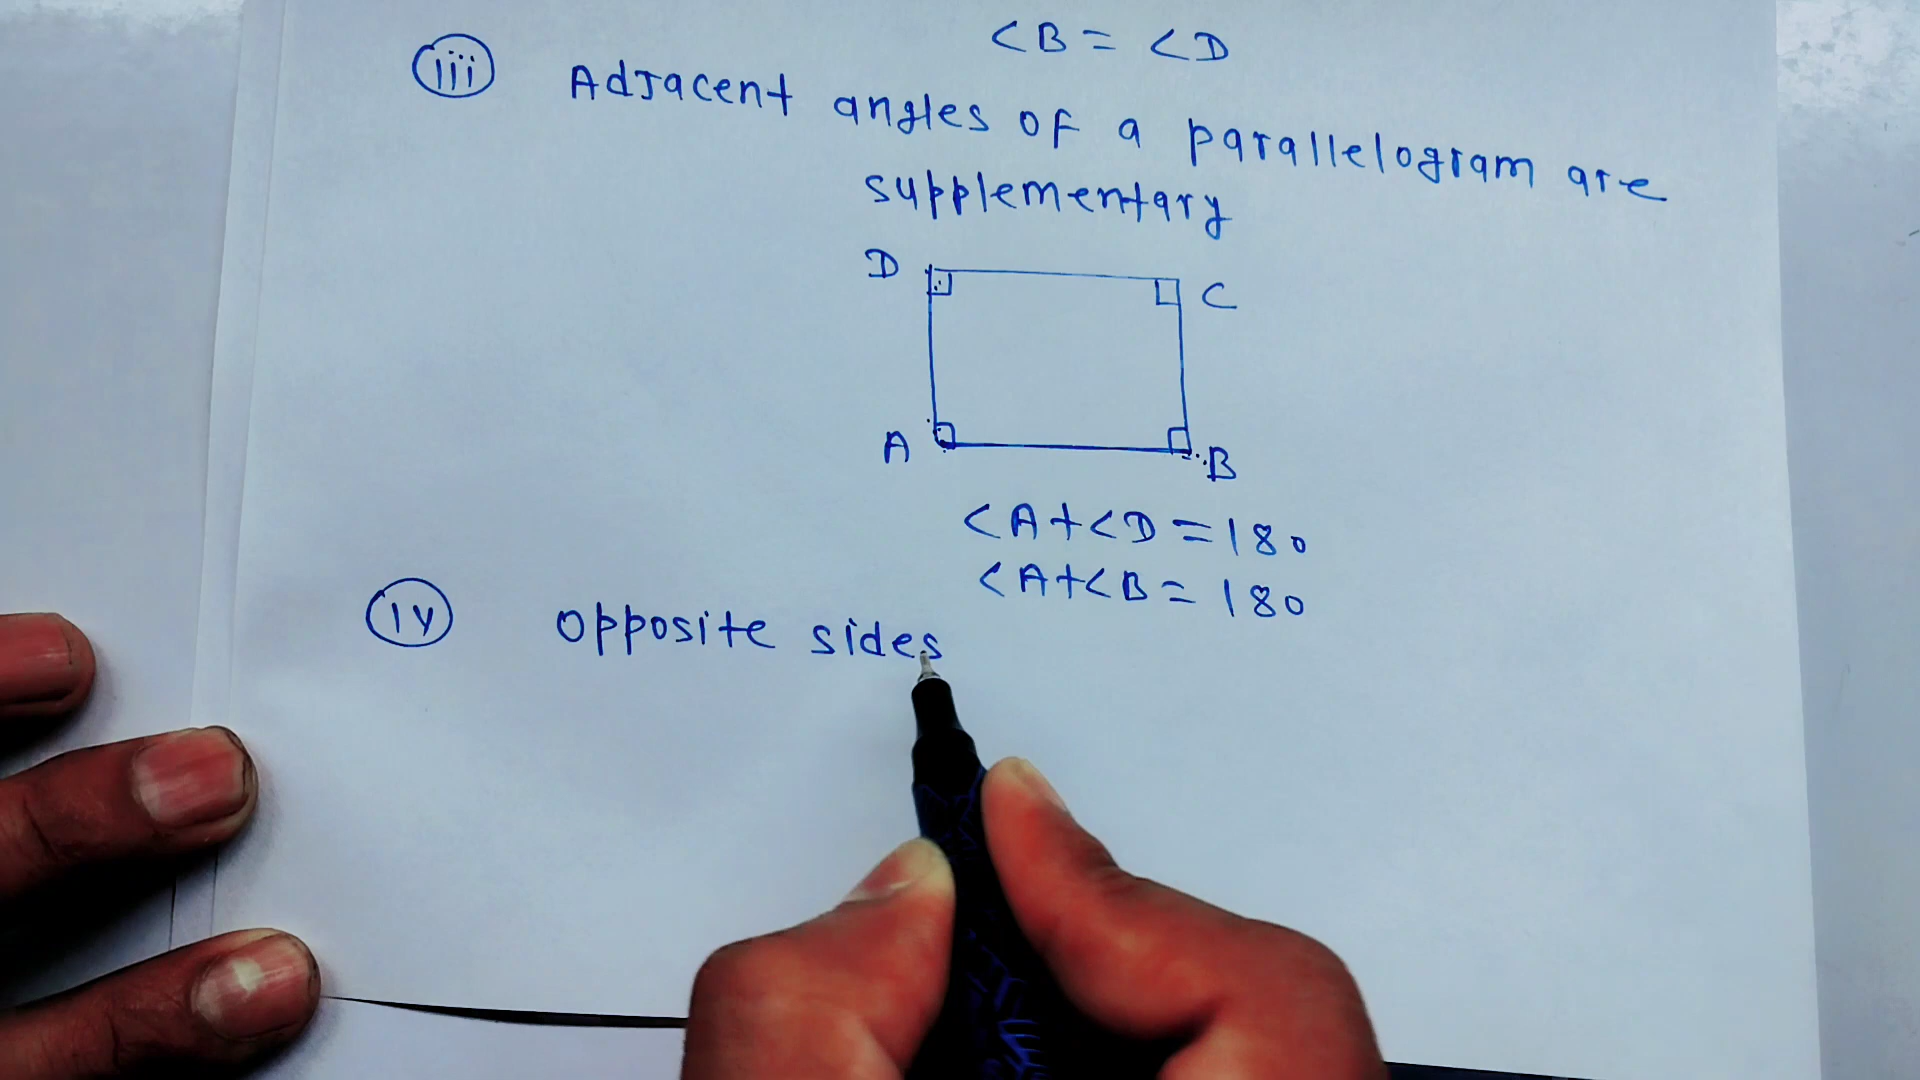 <B = <D
iii Adjacent angles of a parallelogram are
supplementary
D C
A B
<A+<D=180
<A+<B=180
iv opposite sides